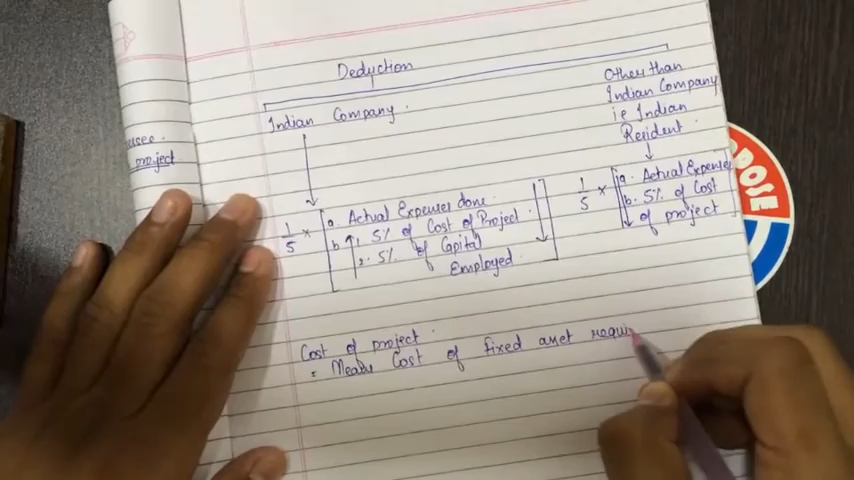 Deduction
Indian Company.
Other than
Indian Company
ie Indian
Resident.
project
1/5 × [ a. Actual Expenses done.
b ↑ 1. 5% of Cost of Project
2. 5% of Capital
Employed ]
1/5 × [ a. Actual Expenses
b. 5% of Cost
of project ]
Cost of project.
= Means Cost of fixed asset requi
POSE